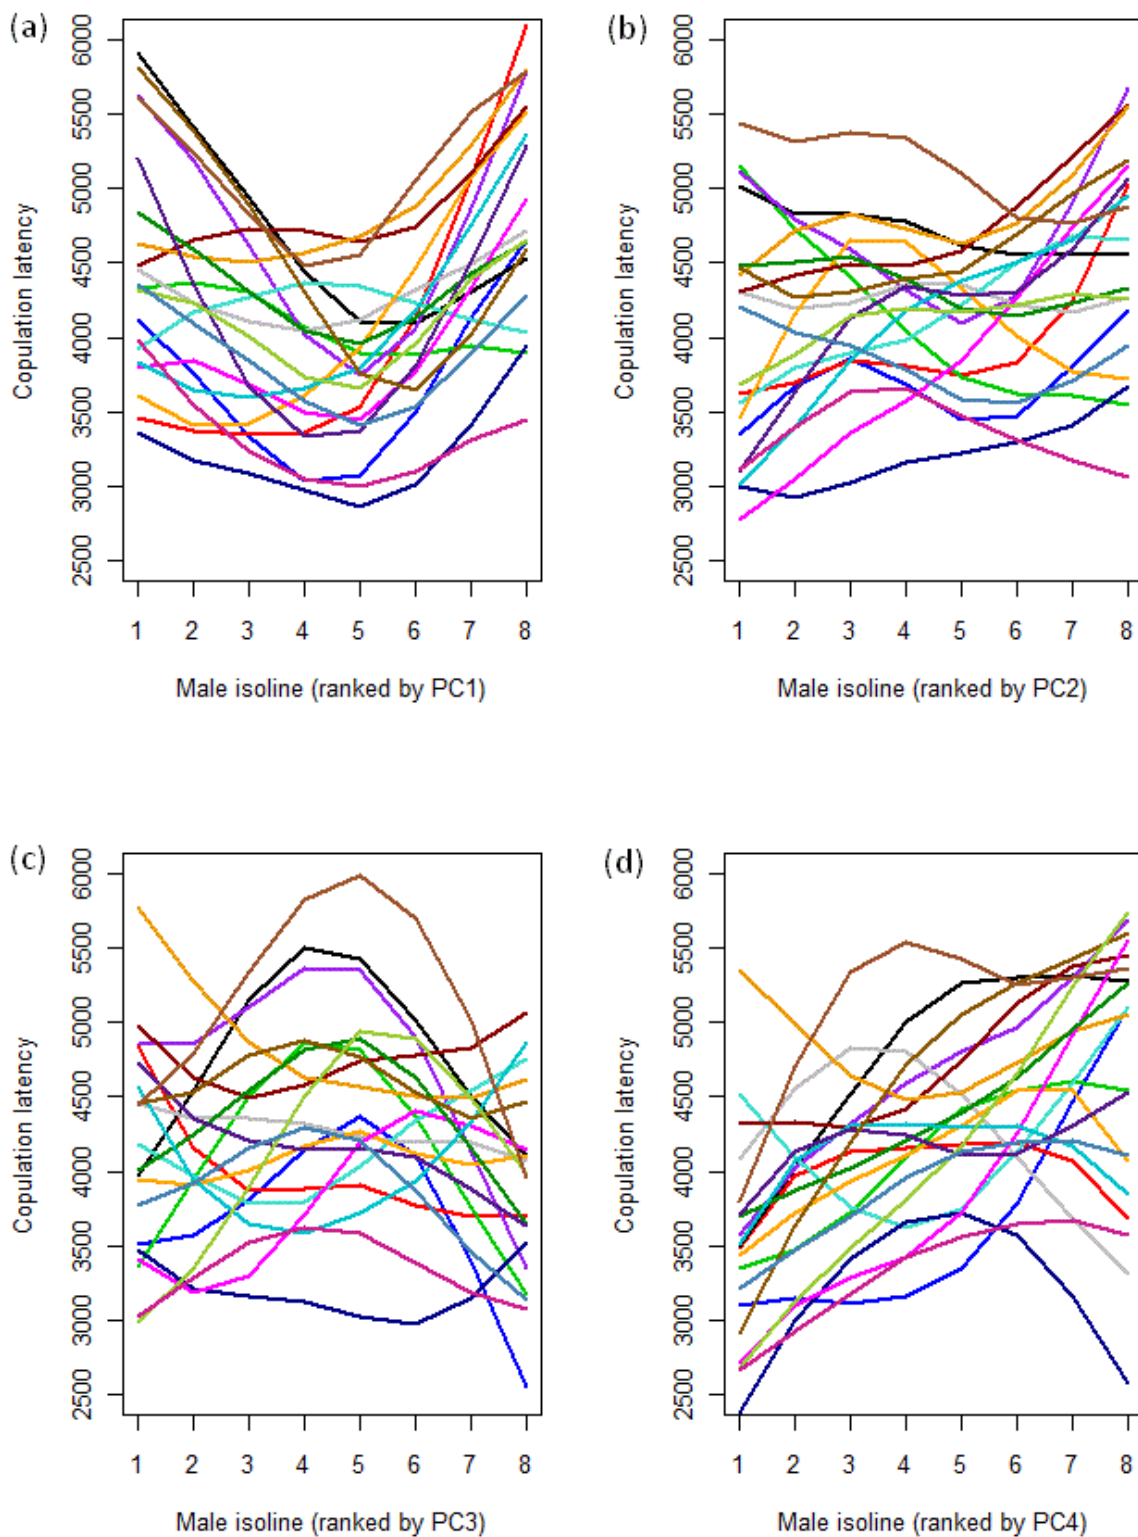 (a)
Copulation latency
6000
5500
5000
4500
4000
3500
3000
2500
1 2 3 4 5 6 7 8
Male isoline (ranked by PC1)
(b)
Copulation latency
6000
5500
5000
4500
4000
3500
3000
2500
1 2 3 4 5 6 7 8
Male isoline (ranked by PC2)
(c)
Copulation latency
6000
5500
5000
4500
4000
3500
3000
2500
1 2 3 4 5 6 7 8
Male isoline (ranked by PC3)
(d)
Copulation latency
6000
5500
5000
4500
4000
3500
3000
2500
1 2 3 4 5 6 7 8
Male isoline (ranked by PC4)